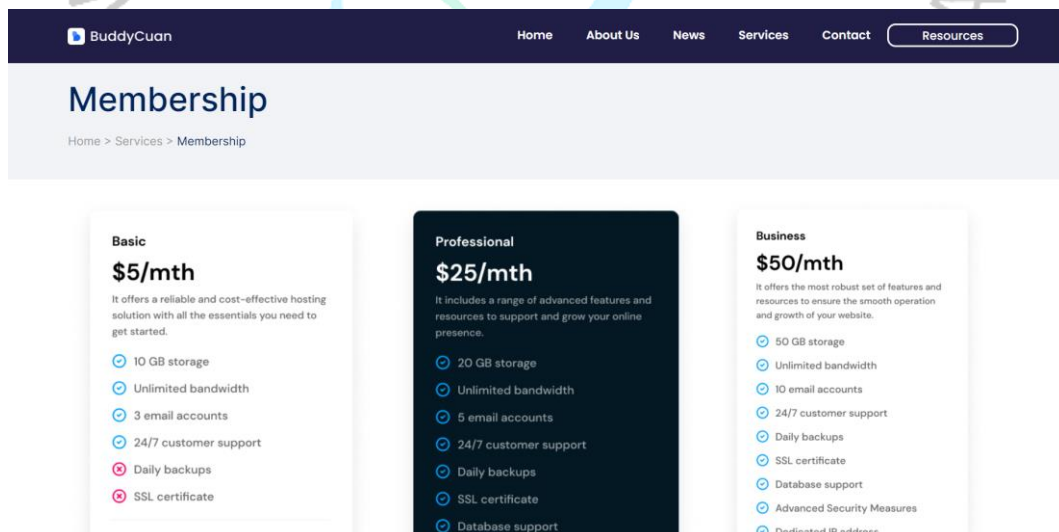 BuddyCuan
Home About Us News Services Contact Resources
Membership
Home > Services > Membership
Basic
$5/mth
It offers a reliable and cost-effective hosting
solution with all the essentials you need to
get started.
10 GB storage
Unlimited bandwidth
3 email accounts
24/7 customer support
Daily backups
SSL certificate
Professional
$25/mth
It includes a range of advanced features and
resources to support and grow your online
presence.
20 GB storage
Unlimited bandwidth
5 email accounts
24/7 customer support
Daily backups
SSL certificate
Database support
Business
$50/mth
It offers the most robust set of features and
resources to ensure the smooth operation
and growth of your website.
50 GB storage
Unlimited bandwidth
10 email accounts
24/7 customer support
Daily backups
SSL certificate
Database support
Advanced Security Measures
Dedicated IP address